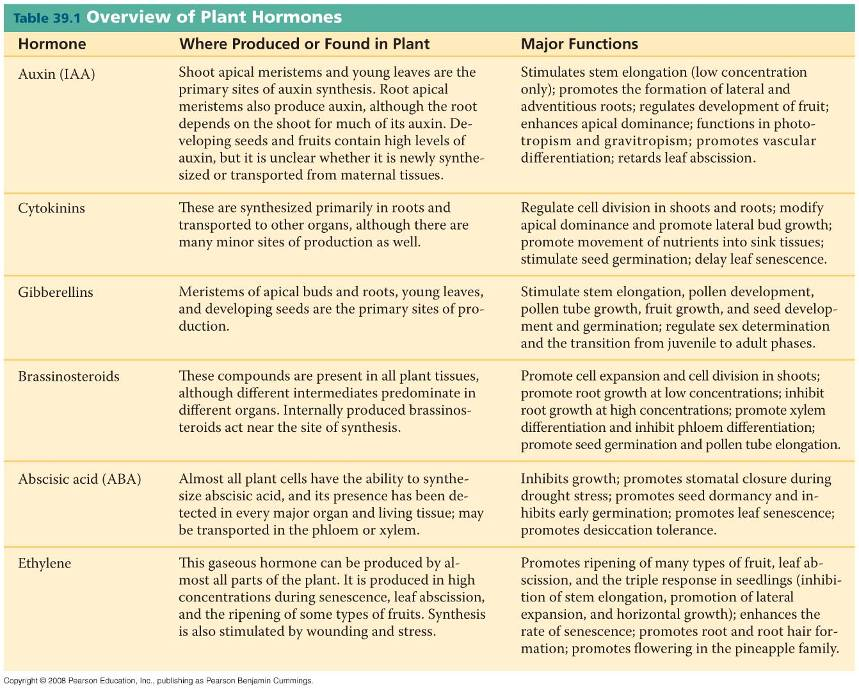 Table 39.1 Overview of Plant Hormones
Hormone Where Produced or Found in Plant Major Functions
Auxin (IAA)
Shoot apical meristems and young leaves are the
primary sites of auxin synthesis. Root apical
meristems also produce auxin, although the root
depends on the shoot for much of its auxin. De-
veloping seeds and fruits contain high levels of
auxin, but it is unclear whether it is newly synthe-
sized or transported from maternal tissues.
Stimulates stem elongation (low concentration
only); promotes the formation of lateral and
adventitious roots; regulates development of fruit;
enhances apical dominance; functions in photo-
tropism and gravitropism; promotes vascular
differentiation; retards leaf abscission.
Cytokinins
These are synthesized primarily in roots and
transported to other organs, although there are
many minor sites of production as well.
Regulate cell division in shoots and roots; modify
apical dominance and promote lateral bud growth;
promote movement of nutrients into sink tissues;
stimulate seed germination; delay leaf senescence.
Gibberellins
Meristems of apical buds and roots, young leaves,
and developing seeds are the primary sites of pro-
duction.
Stimulate stem elongation, pollen development,
pollen tube growth, fruit growth, and seed develop-
ment and germination; regulate sex determination
and the transition from juvenile to adult phases.
Brassinosteroids
These compounds are present in all plant tissues,
although different intermediates predominate in
different organs. Internally produced brassinos-
teroids act near the site of synthesis.
Promote cell expansion and cell division in shoots;
promote root growth at low concentrations; inhibit
root growth at high concentrations; promote xylem
differentiation and inhibit phloem differentiation;
promote seed germination and pollen tube elongation.
Abscisic acid (ABA)
Almost all plant cells have the ability to synthe-
size abscisic acid, and its presence has been de-
tected in every major organ and living tissue; may
be transported in the phloem or xylem.
Inhibits growth; promotes stomatal closure during
drought stress; promotes seed dormancy and in-
hibits early germination; promotes leaf senescence;
promotes desiccation tolerance.
Ethylene
This gaseous hormone can be produced by al-
most all parts of the plant. It is produced in high
concentrations during senescence, leaf abscission,
and the ripening of some types of fruits. Synthesis
is also stimulated by wounding and stress.
Promotes ripening of many types of fruit, leaf ab-
scission, and the triple response in seedlings (inhibi-
tion of stem elongation, promotion of lateral
expansion, and horizontal growth); enhances the
rate of senescence; promotes root and root hair for-
mation; promotes flowering in the pineapple family.
Copyright © 2008 Pearson Education, Inc., publishing as Pearson Benjamin Cummings.